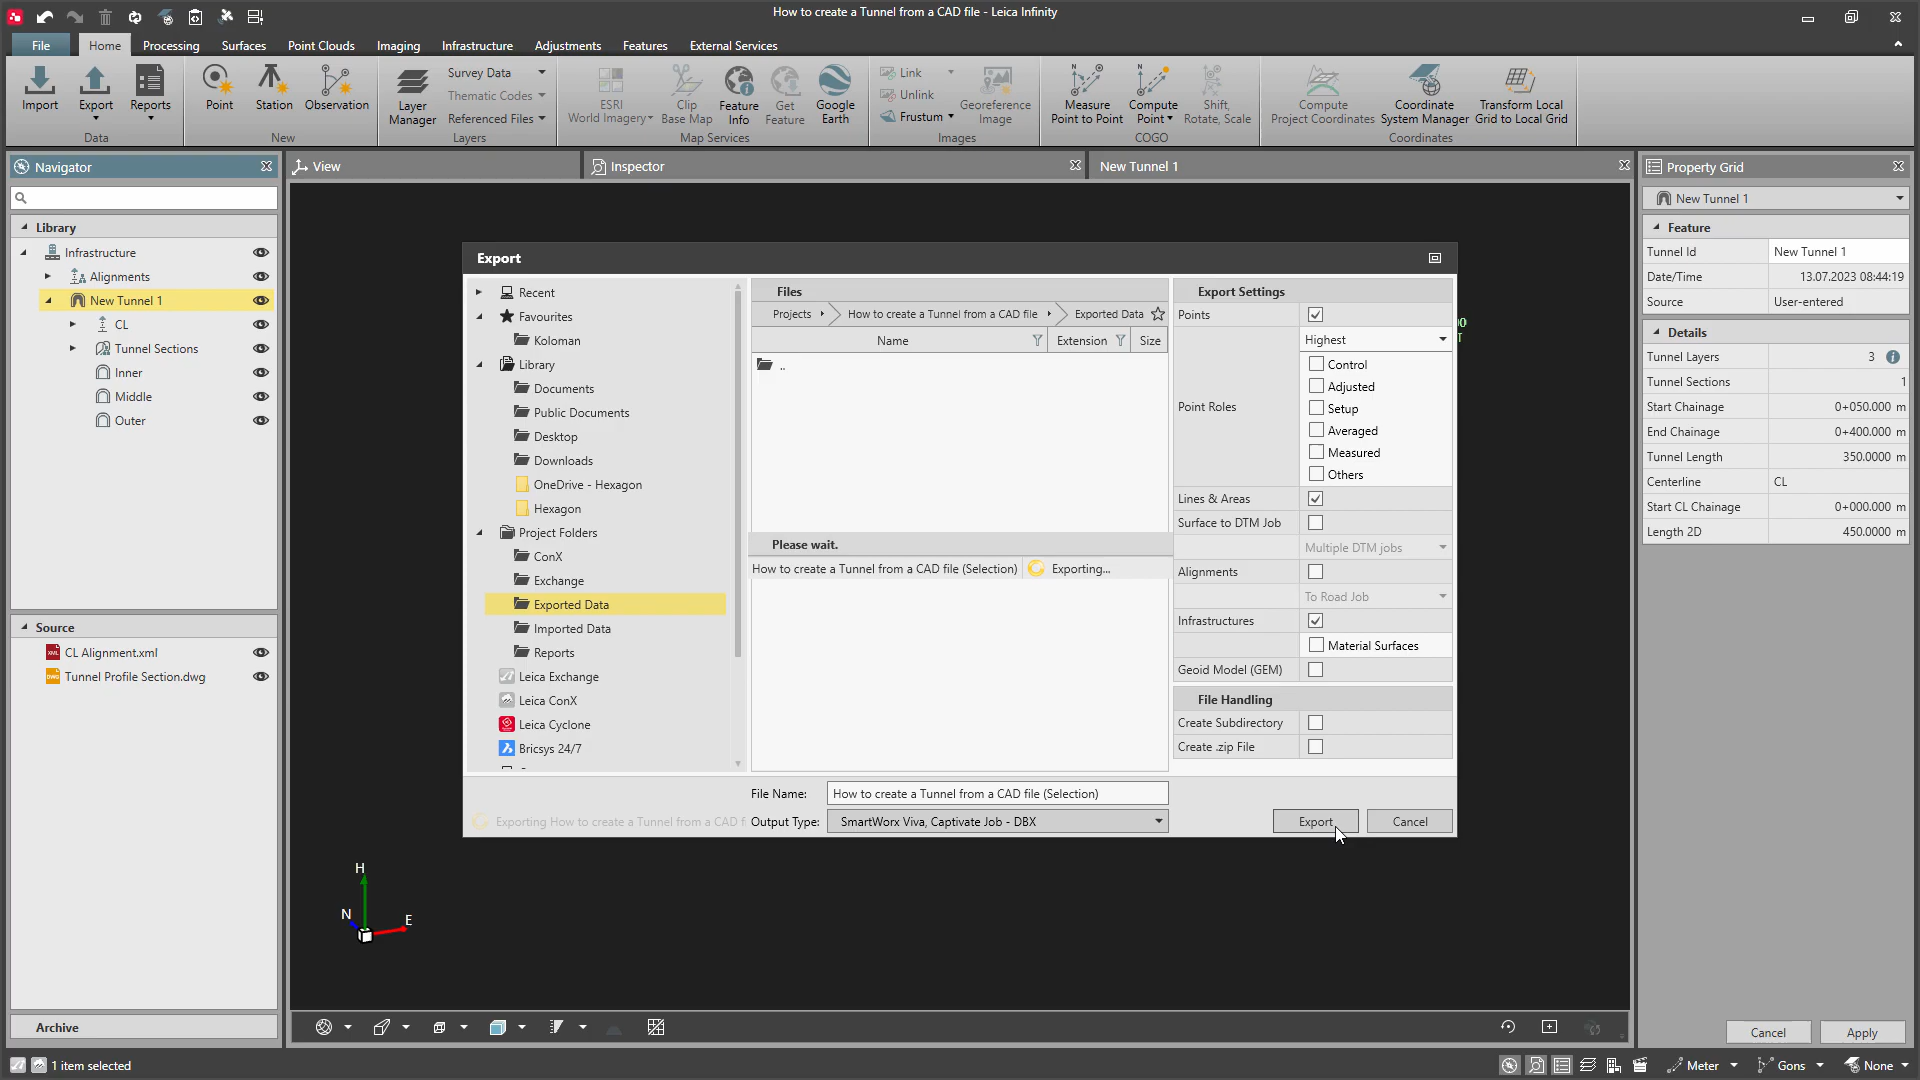 How to create a Tunnel from a CAD file - Leica Infinity
File
Home
Processing
Surfaces
Point Clouds
Imaging
Infrastructure
Adjustments
Features
External Services
Import
Export
Reports
Data
Point
Station
Observation
New
Layer Manager
Survey Data
Thematic Codes
Referenced Files
Layers
ESRI World Imagery
Clip Base Map
Feature Info
Get Feature
Google Earth
Map Services
Link
Unlink
Frustum
Georeference Image
Images
Measure Point to Point
Compute Point
Shift, Rotate, Scale
COGO
Compute Project Coordinates
Coordinate System Manager
Transform Local Grid to Local Grid
Coordinates
Navigator
Library
Infrastructure
Alignments
New Tunnel 1
CL
Tunnel Sections
Inner
Middle
Outer
Source
CL Alignment.xml
Tunnel Profile Section.dwg
Archive
View
Inspector
New Tunnel 1
Export
Recent
Favourites
Koloman
Library
Documents
Public Documents
Desktop
Downloads
OneDrive - Hexagon
Hexagon
Project Folders
ConX
Exchange
Exported Data
Imported Data
Reports
Leica Exchange
Leica ConX
Leica Cyclone
Bricsys 24/7
Files
Projects
How to create a Tunnel from a CAD file
Exported Data
Name
Extension
Size
..
Please wait.
How to create a Tunnel from a CAD file (Selection)
Exporting...
Export Settings
Points
Highest
Point Roles
Control
Adjusted
Setup
Averaged
Measured
Others
Lines & Areas
Surface to DTM Job
Multiple DTM jobs
Alignments
To Road Job
Infrastructures
Material Surfaces
Geoid Model (GEM)
File Handling
Create Subdirectory
Create .zip File
File Name:
How to create a Tunnel from a CAD file (Selection)
Exporting How to create a Tunnel from a CAD f
Output Type:
SmartWorx Viva, Captivate Job - DBX
Export
Cancel
H
N
E
Property Grid
New Tunnel 1
Feature
Tunnel Id New Tunnel 1
Date/Time 13.07.2023 08:44:19
Source User-entered
Details
Tunnel Layers 3
Tunnel Sections 1
Start Chainage 0+050.000 m
End Chainage 0+400.000 m
Tunnel Length 350.0000 m
Centerline CL
Start CL Chainage 0+000.000 m
Length 2D 450.0000 m
Cancel
Apply
1 item selected
Meter
Gons
None